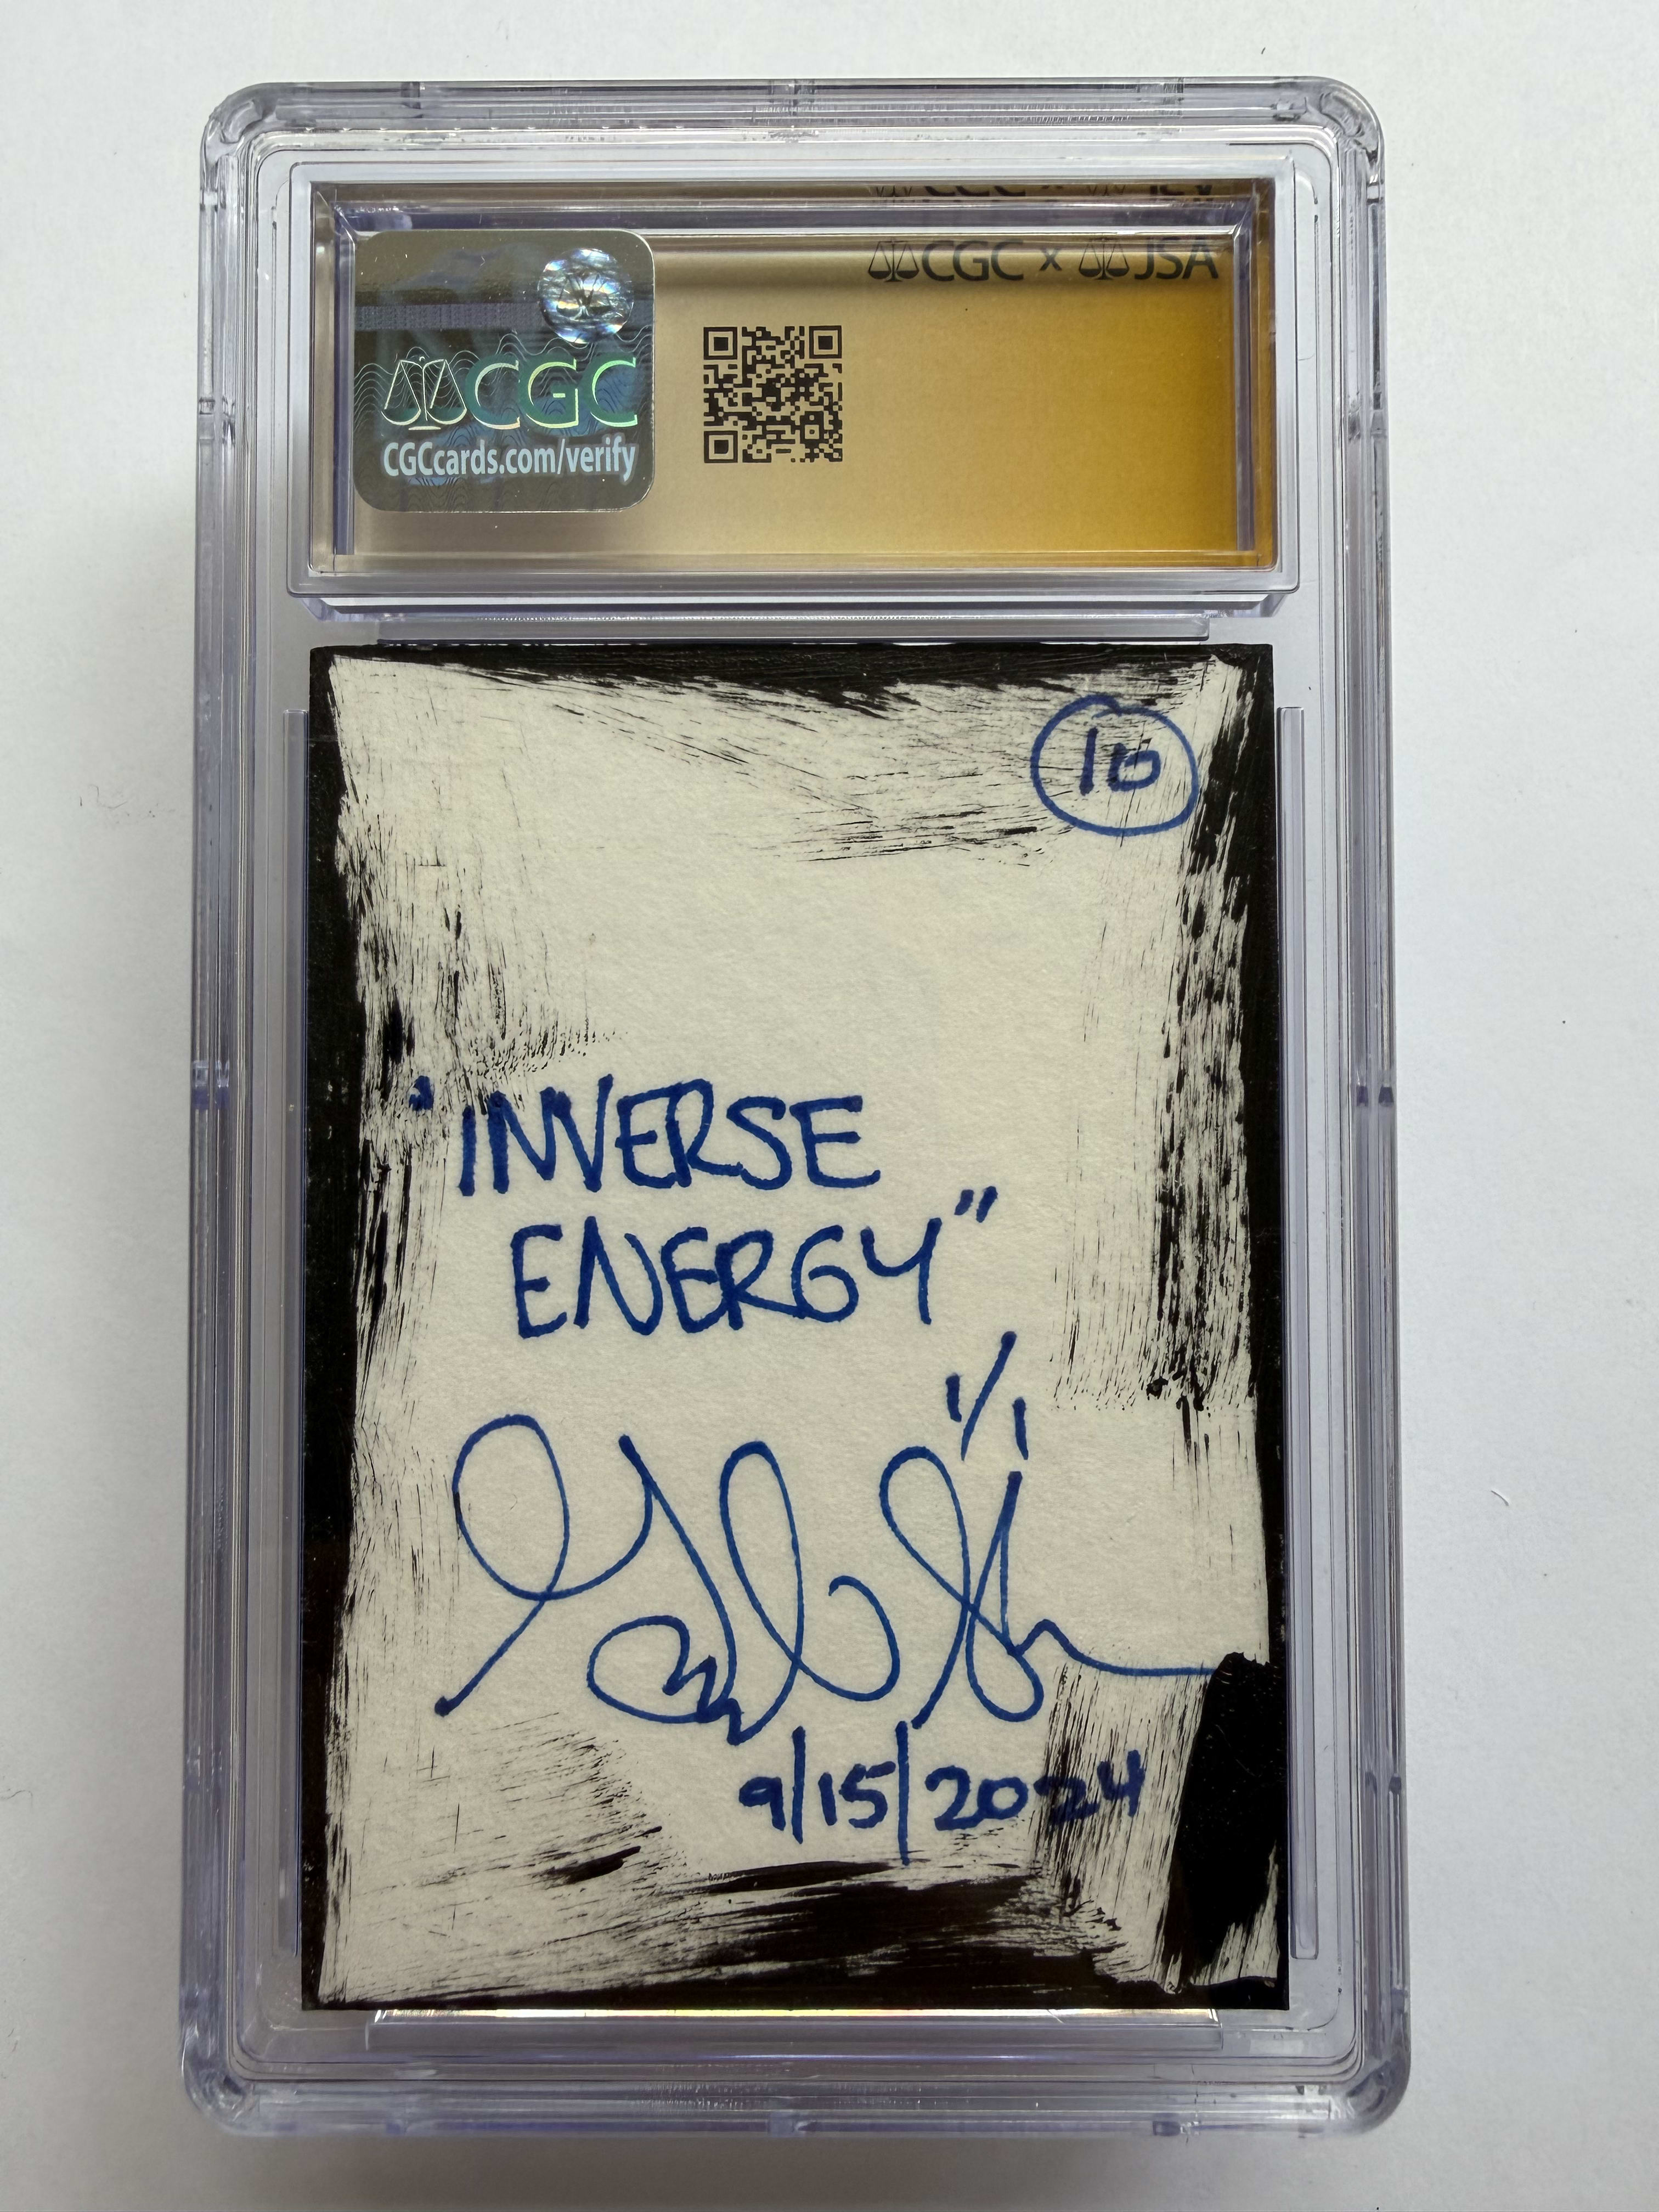 CGC x JSA
CGC
CGCcards.com/verify
10
"INVERSE
ENERGY"
1/1
9/15/2024